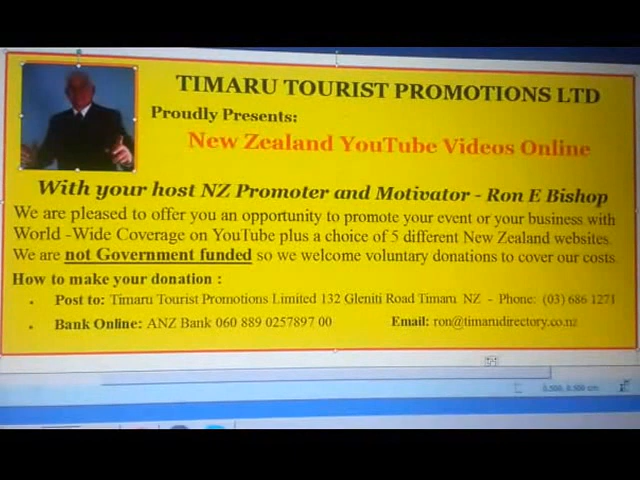 TIMARU TOURIST PROMOTIONS LTD
Proudly Presents:
New Zealand YouTube Videos Online
With your host NZ Promoter and Motivator - Ron E Bishop
We are pleased to offer you an opportunity to promote your event or your business with
World -Wide Coverage on YouTube plus a choice of 5 different New Zealand websites.
We are not Government funded so we welcome voluntary donations to cover our costs.
How to make your donation :
• Post to: Timaru Tourist Promotions Limited 132 Gleniti Road Timaru NZ - Phone: (03) 686 1271
• Bank Online: ANZ Bank 060 889 0257897 00 Email: ron@timarudirectory.co.nz